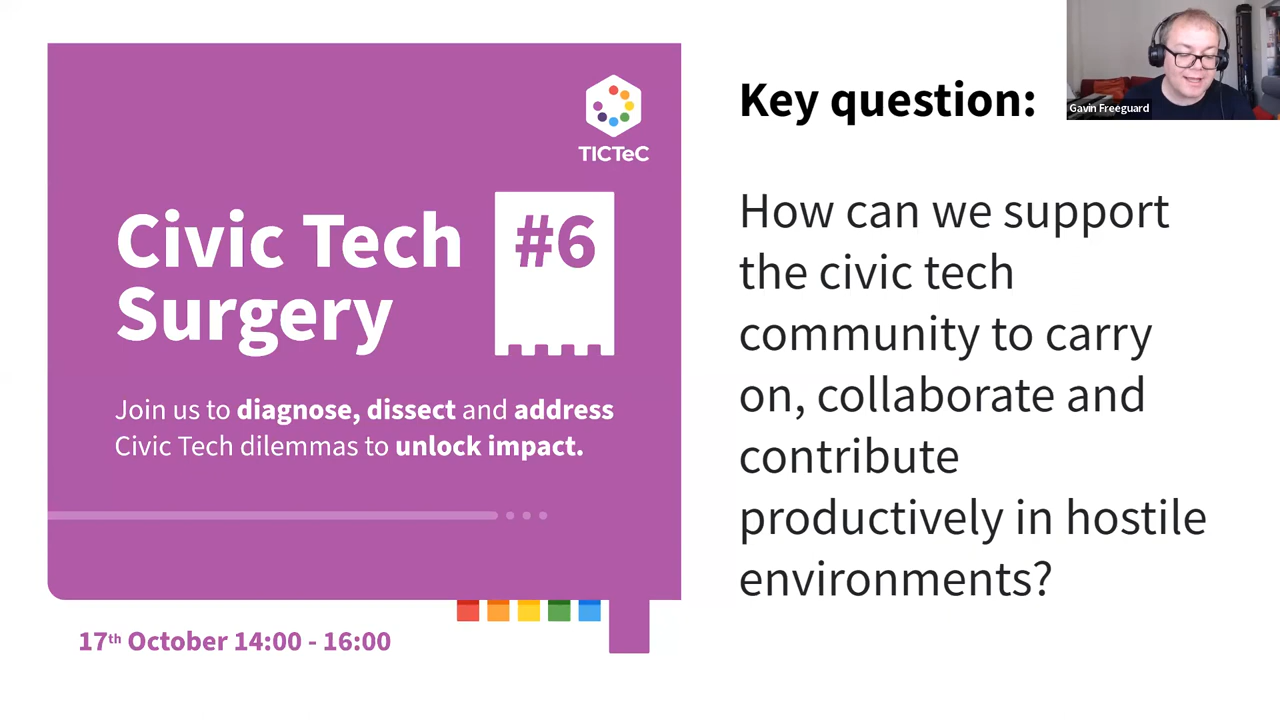 TICTeC
Civic Tech
Surgery
#6
Join us to diagnose, dissect and address
Civic Tech dilemmas to unlock impact.
17th October 14:00 - 16:00
Key question:
How can we support
the civic tech
community to carry
on, collaborate and
contribute
productively in hostile
environments?
Gavin Freeguard